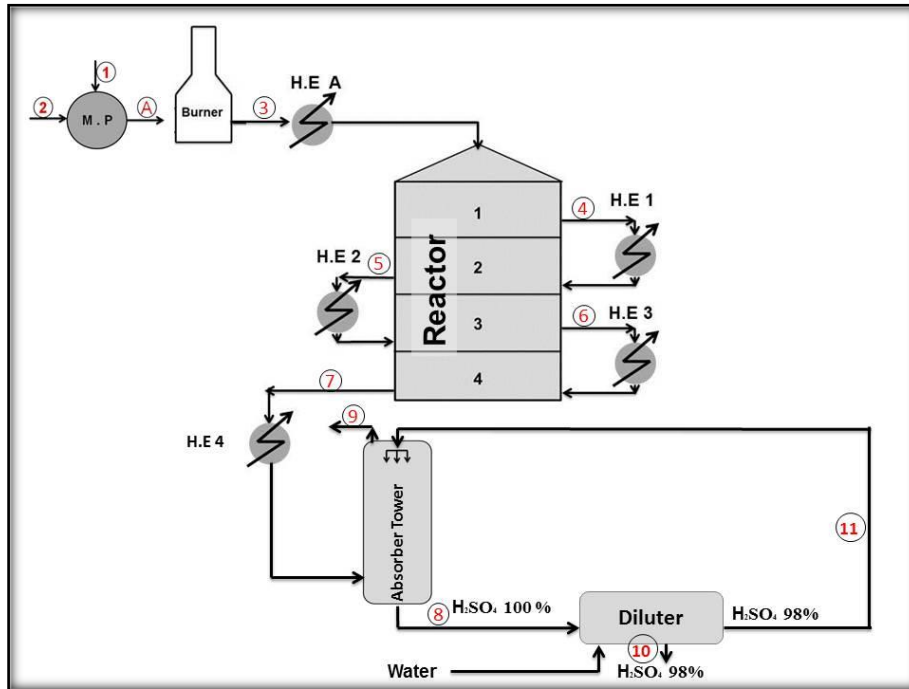 1
H.E A
2
M . P
A
Burner
3
1
4
H.E 1
H.E 2
5
2
Reactor
3
6
H.E 3
4
7
9
H.E 4
Absorber Tower
11
8
H₂SO₄ 100 %
Diluter
H₂SO₄ 98%
10
Water
H₂SO₄ 98%